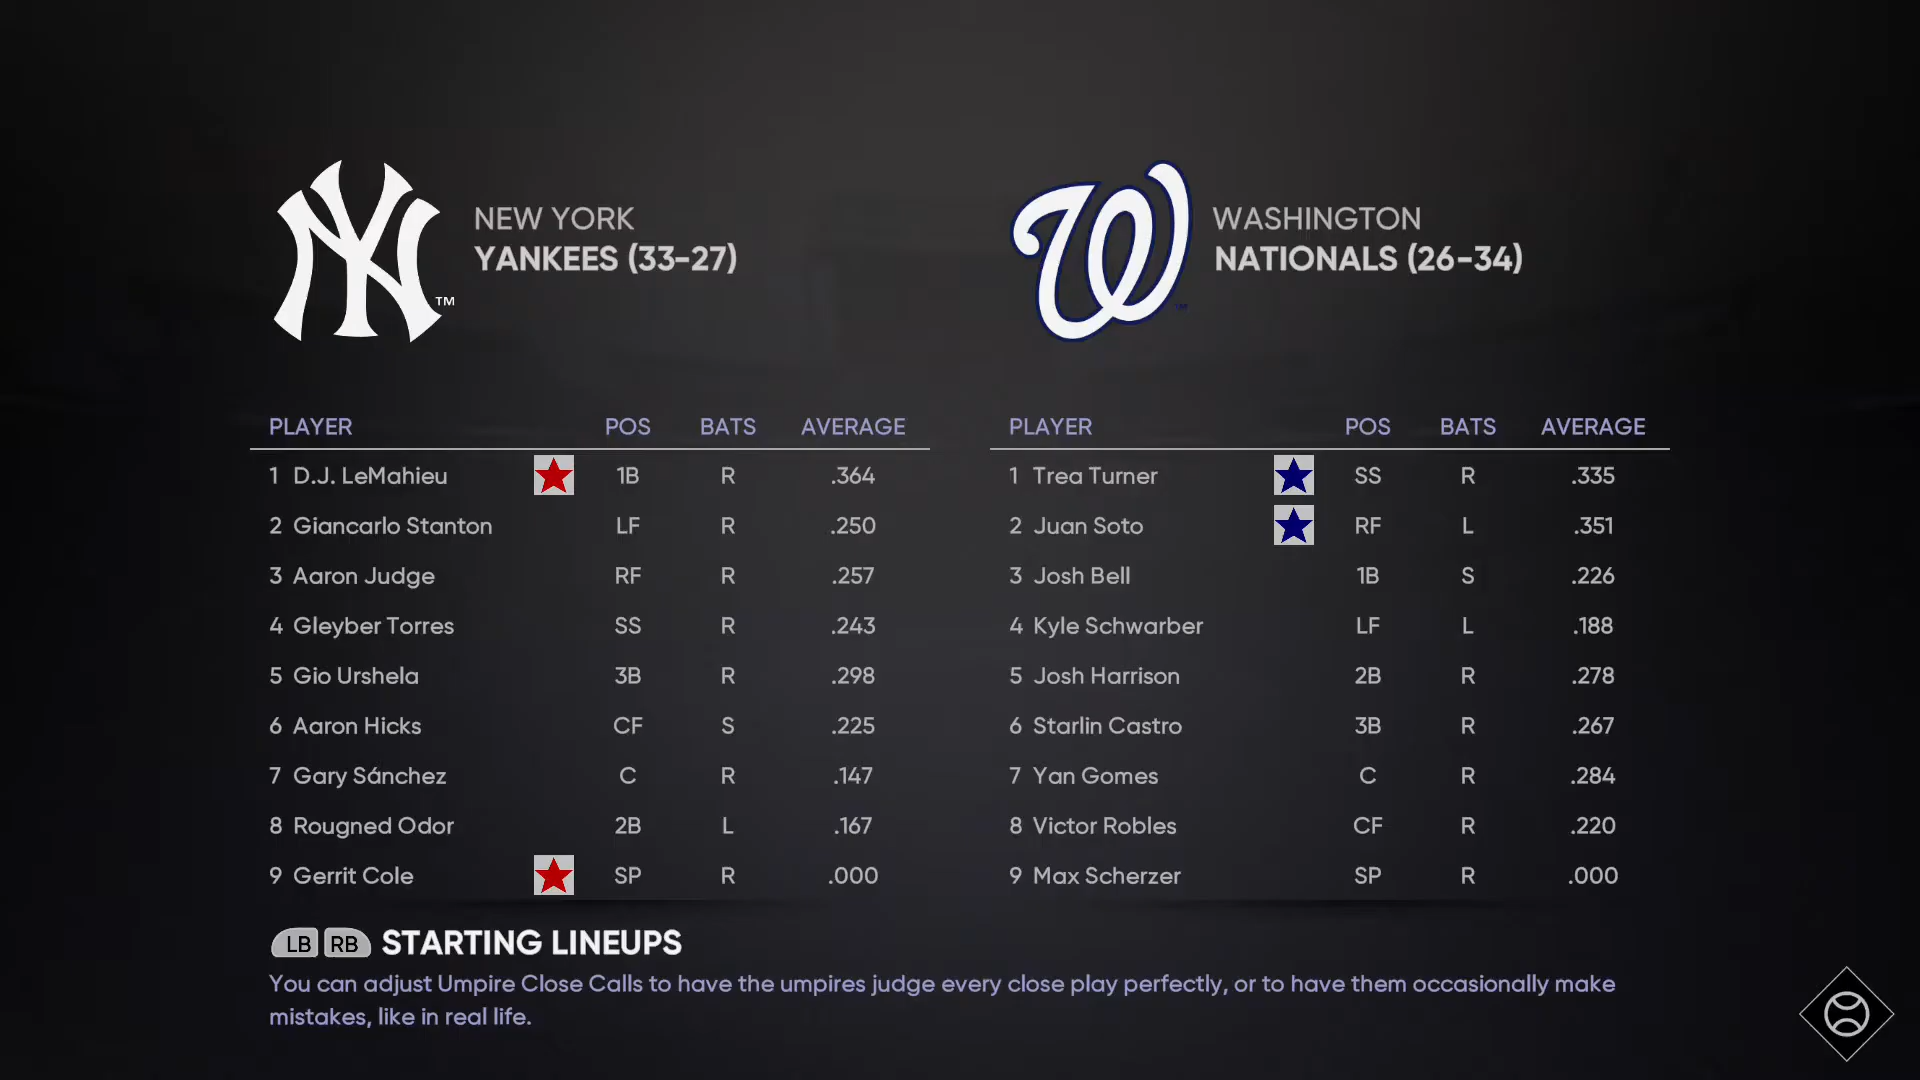 NEW YORK
YANKEES (33-27)
TM
PLAYER POS BATS AVERAGE
1 D.J. LeMahieu 1B R .364
2 Giancarlo Stanton LF R .250
3 Aaron Judge RF R .257
4 Gleyber Torres SS R .243
5 Gio Urshela 3B R .298
6 Aaron Hicks CF S .225
7 Gary Sánchez C R .147
8 Rougned Odor 2B L .167
9 Gerrit Cole SP R .000
WASHINGTON
NATIONALS (26-34)
TM
PLAYER POS BATS AVERAGE
1 Trea Turner SS R .335
2 Juan Soto RF L .351
3 Josh Bell 1B S .226
4 Kyle Schwarber LF L .188
5 Josh Harrison 2B R .278
6 Starlin Castro 3B R .267
7 Yan Gomes C R .284
8 Victor Robles CF R .220
9 Max Scherzer SP R .000
LB RB STARTING LINEUPS
You can adjust Umpire Close Calls to have the umpires judge every close play perfectly, or to have them occasionally make
mistakes, like in real life.